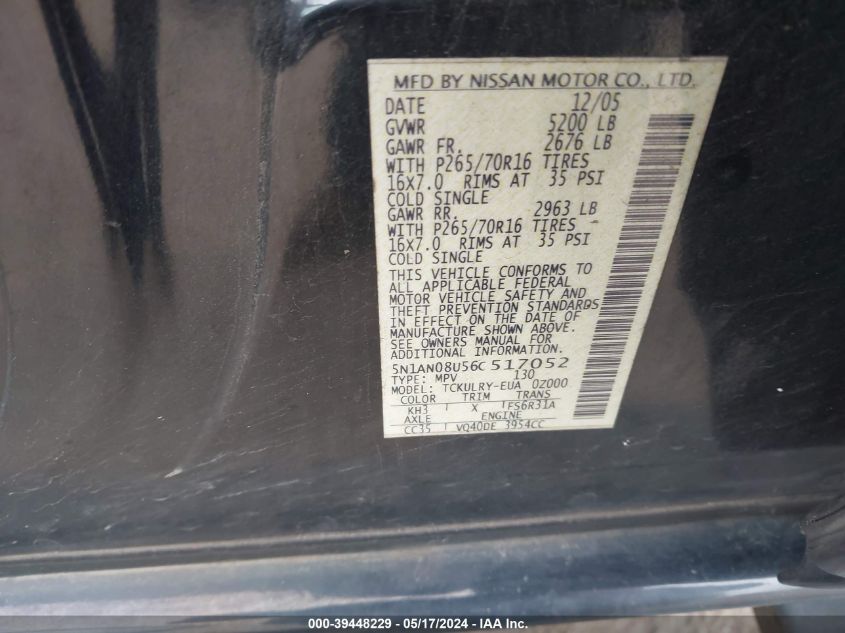 MFD BY NISSAN MOTOR CO., LTD.
DATE 12/05
GVWR 5200 LB
GAWR FR. 2676 LB
WITH P265/70R16 TIRES
16X7.0 RIMS AT 35 PSI
COLD SINGLE
GAWR RR. 2963 LB
WITH P265/70R16 TIRES
16X7.0 RIMS AT 35 PSI
COLD SINGLE
THIS VEHICLE CONFORMS TO
ALL APPLICABLE FEDERAL
MOTOR VEHICLE SAFETY AND
THEFT PREVENTION STANDARDS
IN EFFECT ON THE DATE OF
MANUFACTURE SHOWN ABOVE.
SEE OWNERS MANUAL FOR
ADDITIONAL INFORMATION.
5N1AN08U56C517052
TYPE: MPV 130
MODEL: TCKULRY-EUA 0Z000
COLOR TRIM TRANS
KH3 X FS6R31A
AXLE ENGINE
CC35 VQ40DE 3954CC
000-39448229 - 05/17/2024 - IAA Inc.